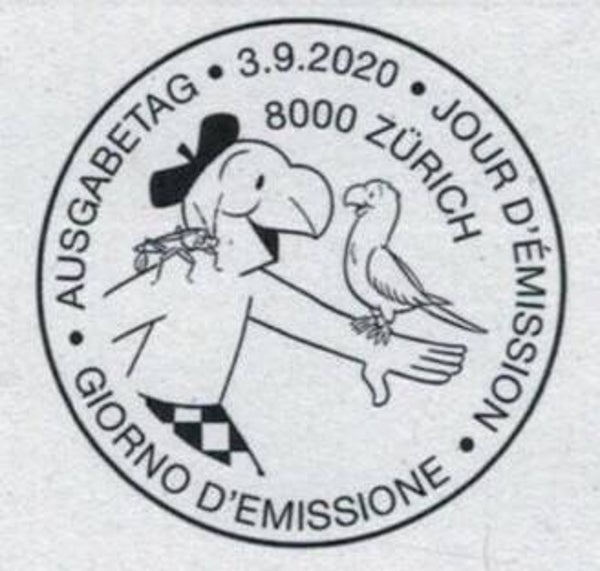 AUSGABETAG • 3.9.2020 • JOUR D'ÉMISSION • GIORNO D'EMISSIONE •
8000 ZÜRICH